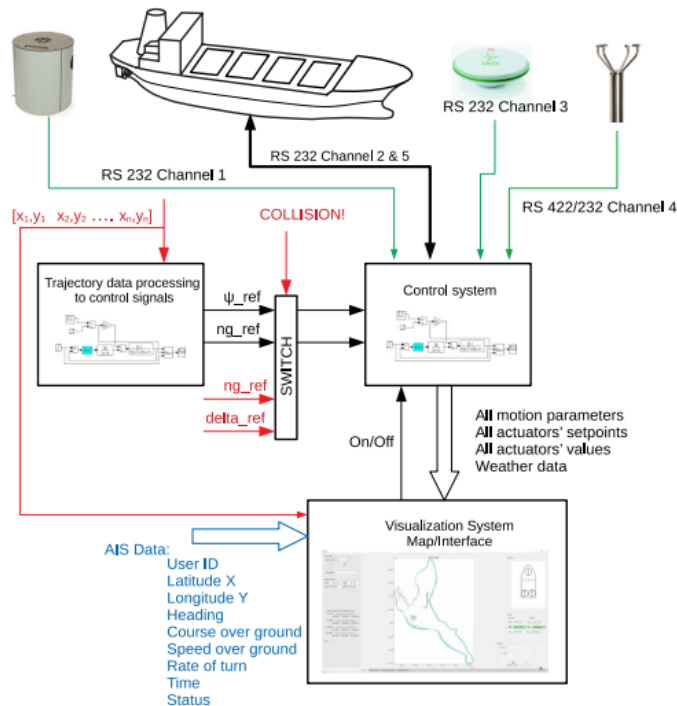 RS 232 Channel 3
RS 232 Channel 2 & 5
RS 232 Channel 1
RS 422/232 Channel 4
[x₁,y₁ x₂,y₂ .... xₙ,yₙ]
COLLISION!
Trajectory data processing
to control signals
Control system
ψ_ref
ng_ref
SWITCH
ng_ref
delta_ref
On/Off
All motion parameters
All actuators' setpoints
All actuators' values
Weather data
Visualization System
Map/Interface
AIS Data:
User ID
Latitude X
Longitude Y
Heading
Course over ground
Speed over ground
Rate of turn
Time
Status